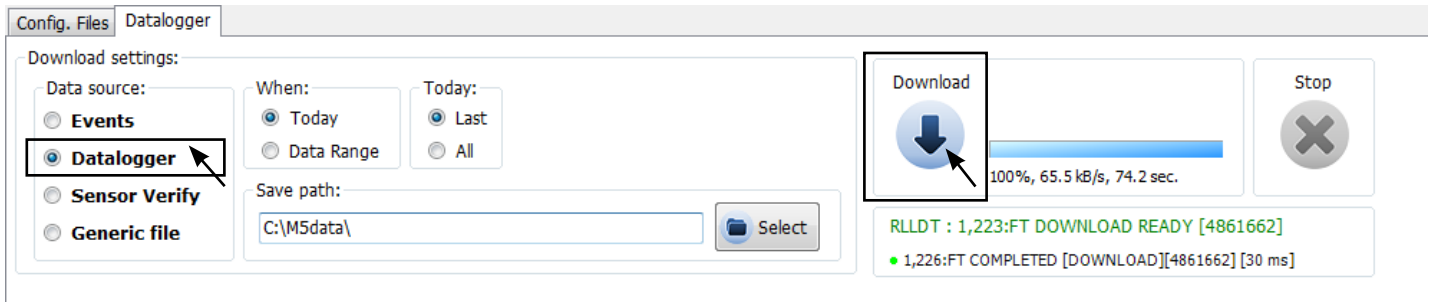 Config. Files
Datalogger
Download settings:
Data source:
Events
Datalogger
Sensor Verify
Generic file
When:
Today
Data Range
Today:
Last
All
Save path:
C:\M5data\
Select
Download
100%, 65.5 kB/s, 74.2 sec.
Stop
RLLDT : 1,223:FT DOWNLOAD READY [4861662]
1,226:FT COMPLETED [DOWNLOAD][4861662] [30 ms]